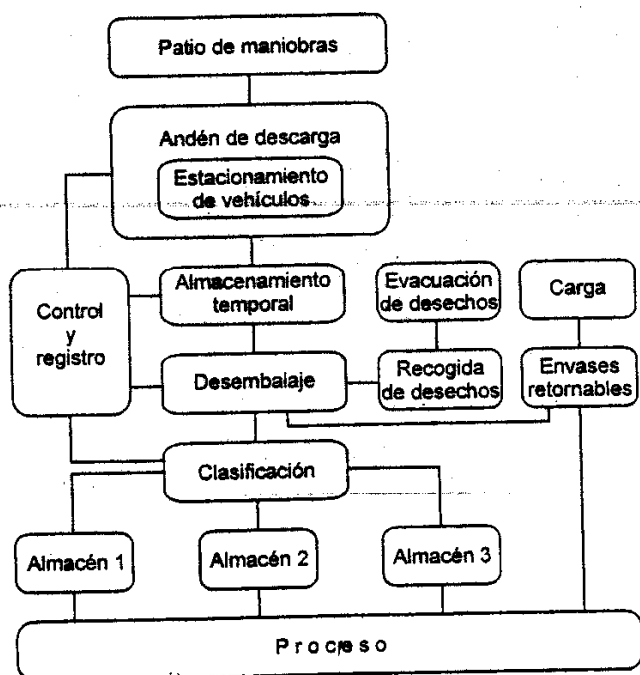 Patio de maniobras
Andén de descarga
Estacionamiento
de vehículos
Almacenamiento
temporal
Evacuación
de desechos
Carga
Control
y
registro
Desembalaje
Recogida
de desechos
Envases
retornables
Clasificación
Almacén 1
Almacén 2
Almacén 3
Proceso